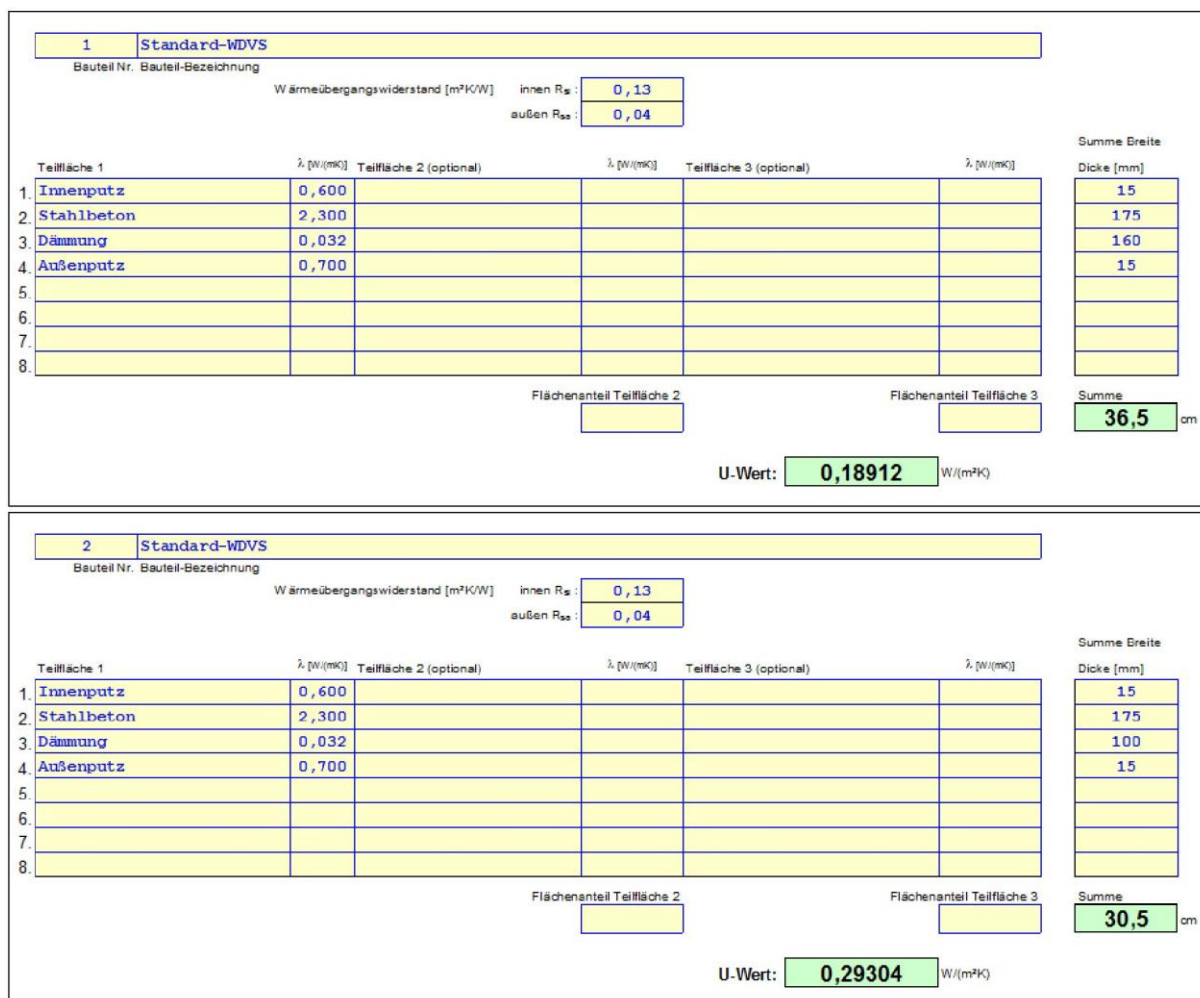 1 Standard-WDVS
Bauteil Nr. Bauteil-Bezeichnung
Wärmeübergangswiderstand [m²K/W] innen Rsi : 0,13
außen Rsa : 0,04
Summe Breite
Teilfläche 1 λ [W/(mK)] Teilfläche 2 (optional) λ [W/(mK)] Teilfläche 3 (optional) λ [W/(mK)] Dicke [mm]
1. Innenputz 0,600 15
2. Stahlbeton 2,300 175
3. Dämmung 0,032 160
4. Außenputz 0,700 15
5.
6.
7.
8.
Flächenanteil Teilfläche 2 Flächenanteil Teilfläche 3 Summe
36,5 cm
U-Wert: 0,18912 W/(m²K)
2 Standard-WDVS
Bauteil Nr. Bauteil-Bezeichnung
Wärmeübergangswiderstand [m²K/W] innen Rsi : 0,13
außen Rsa : 0,04
Summe Breite
Teilfläche 1 λ [W/(mK)] Teilfläche 2 (optional) λ [W/(mK)] Teilfläche 3 (optional) λ [W/(mK)] Dicke [mm]
1. Innenputz 0,600 15
2. Stahlbeton 2,300 175
3. Dämmung 0,032 100
4. Außenputz 0,700 15
5.
6.
7.
8.
Flächenanteil Teilfläche 2 Flächenanteil Teilfläche 3 Summe
30,5 cm
U-Wert: 0,29304 W/(m²K)